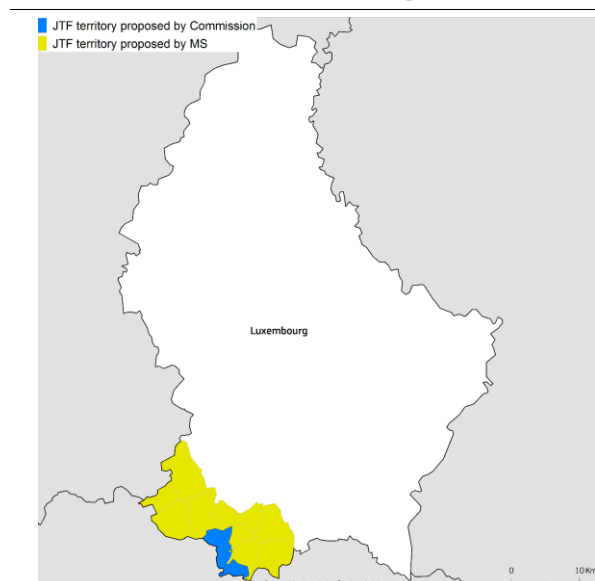 JTF territory proposed by Commission
JTF territory proposed by MS
Luxembourg
0 10 Km